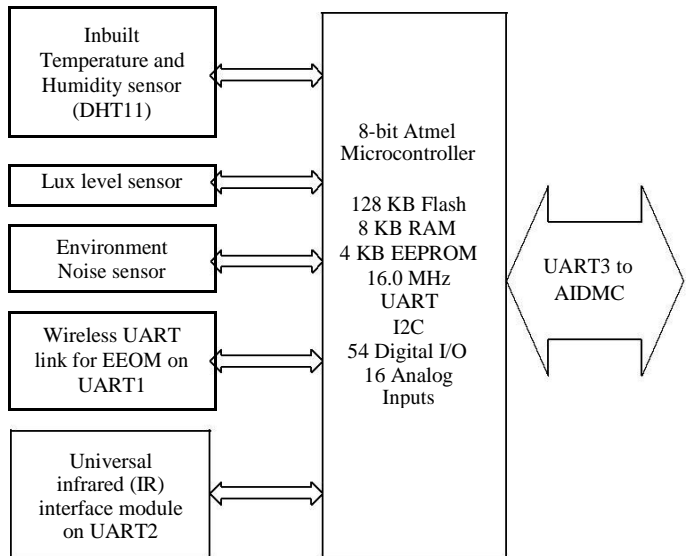 Inbuilt
Temperature and
Humidity sensor
(DHT11)
Lux level sensor
Environment
Noise sensor
Wireless UART
link for EEOM on
UART1
Universal
infrared (IR)
interface module
on UART2
8-bit Atmel
Microcontroller
128 KB Flash
8 KB RAM
4 KB EEPROM
16.0 MHz
UART
I2C
54 Digital I/O
16 Analog
Inputs
UART3 to
AIDMC